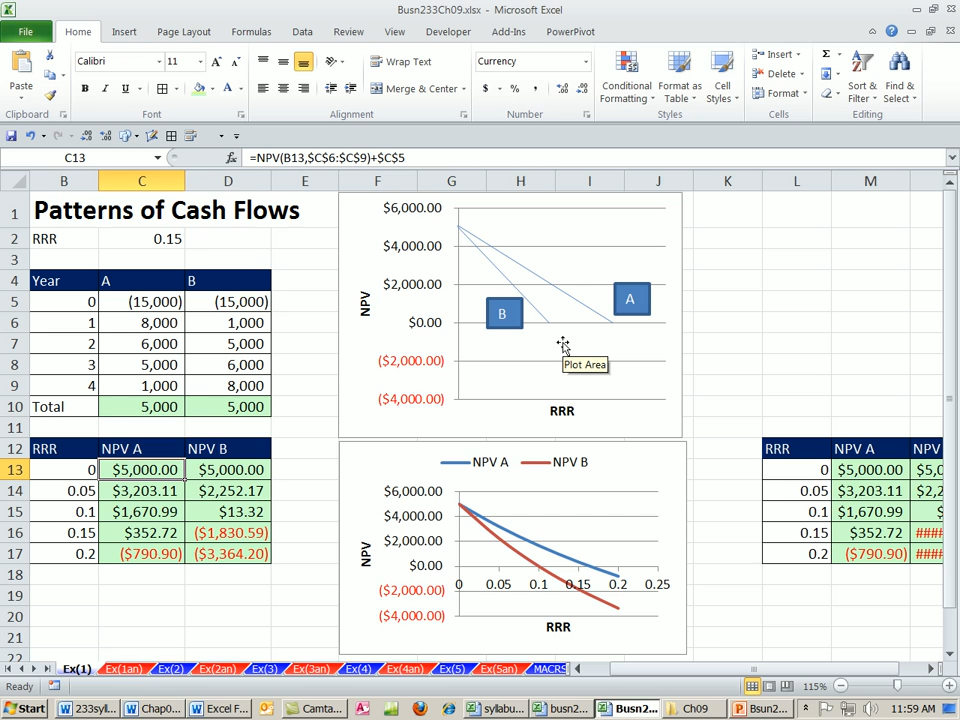 Busn233Ch09.xlsx - Microsoft Excel
File Home Insert Page Layout Formulas Data Review View Developer Add-Ins PowerPivot
Paste
Calibri 11
Wrap Text
Merge & Center
Currency
Conditional Formatting
Format as Table
Cell Styles
Insert
Delete
Format
Sort & Filter
Find & Select
Clipboard Font Alignment Number Styles Cells Editing
C13 fx =NPV(B13,$C$6:$C$9)+$C$5
B C D E F G H I J K L M
1 Patterns of Cash Flows
2 RRR 0.15
3
4 Year A B
5 0 (15,000) (15,000)
6 1 8,000 1,000
7 2 6,000 5,000
8 3 5,000 6,000
9 4 1,000 8,000
10 Total 5,000 5,000
11
12 RRR NPV A NPV B
13 0 $5,000.00 $5,000.00
14 0.05 $3,203.11 $2,252.17
15 0.1 $1,670.99 $13.32
16 0.15 $352.72 ($1,830.59)
17 0.2 ($790.90) ($3,364.20)
18
19
20
21
22
$6,000.00
$4,000.00
$2,000.00
$0.00
($2,000.00)
($4,000.00)
NPV
B
A
Plot Area
RRR
NPV A NPV B
$6,000.00
$4,000.00
$2,000.00
$0.00
($2,000.00)
($4,000.00)
NPV
0 0.05 0.1 0.15 0.2 0.25
RRR
RRR NPV A NPV
0 $5,000.00 $5,0
0.05 $3,203.11 $2,2
0.1 $1,670.99 $
0.15 $352.72 ####
0.2 ($790.90) ####
Ex(1) Ex(1an) Ex(2) Ex(2an) Ex(3) Ex(3an) Ex(4) Ex(4an) Ex(5) Ex(5an) MACRS
Ready 115%
Start 233syll... Chap0... Excel F... Camta... syllabu... busn2... Busn2... Ch09 Bsun2... 11:59 AM